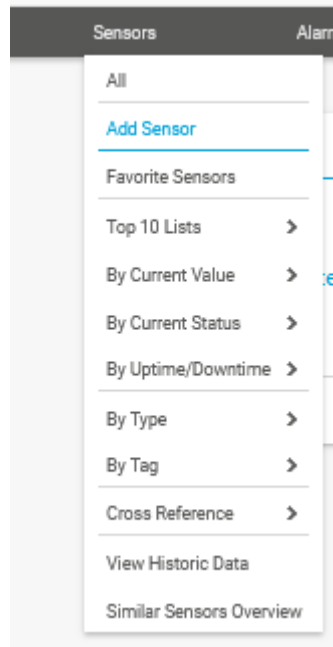 Sensors Alarm
All
Add Sensor
Favorite Sensors
Top 10 Lists
By Current Value
By Current Status
By Uptime/Downtime
By Type
By Tag
Cross Reference
View Historic Data
Similar Sensors Overview